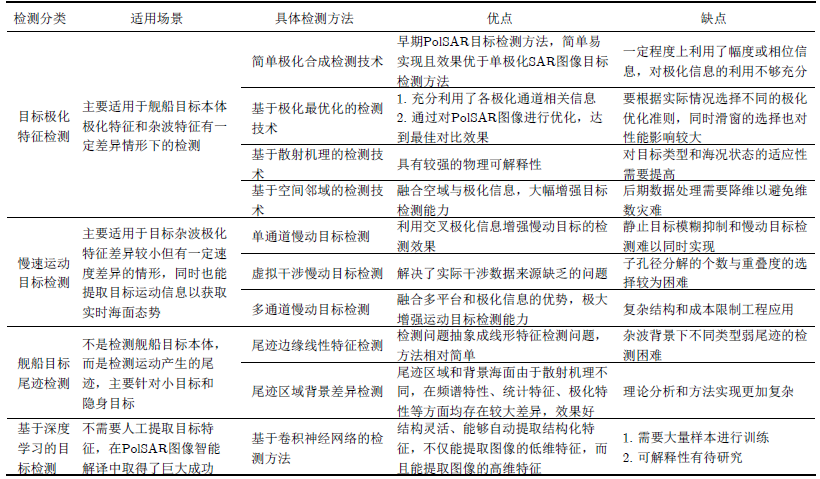 检测分类 适用场景 具体检测方法 优点 缺点
目标极化
特征检测
主要适用于舰船目标本体
极化特征和杂波特征有一
定差异情形下的检测
简单极化合成检测技术
早期PolSAR目标检测方法，简单易
实现且效果优于单极化SAR图像目标
检测方法
一定程度上利用了幅度或相位信
息，对极化信息的利用不够充分
基于极化最优化的检测
技术
1. 充分利用了各极化通道相关信息
2. 通过对PolSAR图像进行优化，达
到最佳对比效果
要根据实际情况选择不同的极化
优化准则，同时滑窗的选择也对
性能影响较大
基于散射机理的检测技
术
具有较强的物理可解释性
对目标类型和海况状态的适应性
需要提高
基于空间邻域的检测技
术
融合空域与极化信息，大幅增强目标
检测能力
后期数据处理需要降维以避免维
数灾难
慢速运动
目标检测
主要适用于目标杂波极化
特征差异较小但有一定速
度差异的情形，同时也能
提取目标运动信息以获取
实时海面态势
单通道慢动目标检测
利用交叉极化信息增强慢动目标的检
测效果
静止目标模糊抑制和慢动目标检
测难以同时实现
虚拟干涉慢动目标检测
解决了实际干涉数据来源缺乏的问题
子孔径分解的个数与重叠度的选
择较为困难
多通道慢动目标检测
融合多平台和极化信息的优势，极大
增强运动目标检测能力
复杂结构和成本限制工程应用
舰船目标
尾迹检测
不是检测舰船目标本体，
而是检测运动产生的尾
迹，主要针对小目标和
隐身目标
尾迹边缘线性特征检测
检测问题抽象成线形特征检测问题，
方法相对简单
杂波背景下不同类型弱尾迹的检
测困难
尾迹区域背景差异检测
尾迹区域和背景海面由于散射机理不
同，在频谱特性、统计特征、极化特
性等方面均存在较大差异，效果好
理论分析和方法实现更加复杂
基于深度
学习的目
标检测
不需要人工提取目标特
征，在PolSAR图像智能
解译中取得了巨大成功
基于卷积神经网络的检
测方法
结构灵活、能够自动提取结构化特
征，不仅能提取图像的低维特征，而
且能提取图像的高维特征
1. 需要大量样本进行训练
2. 可解释性有待研究